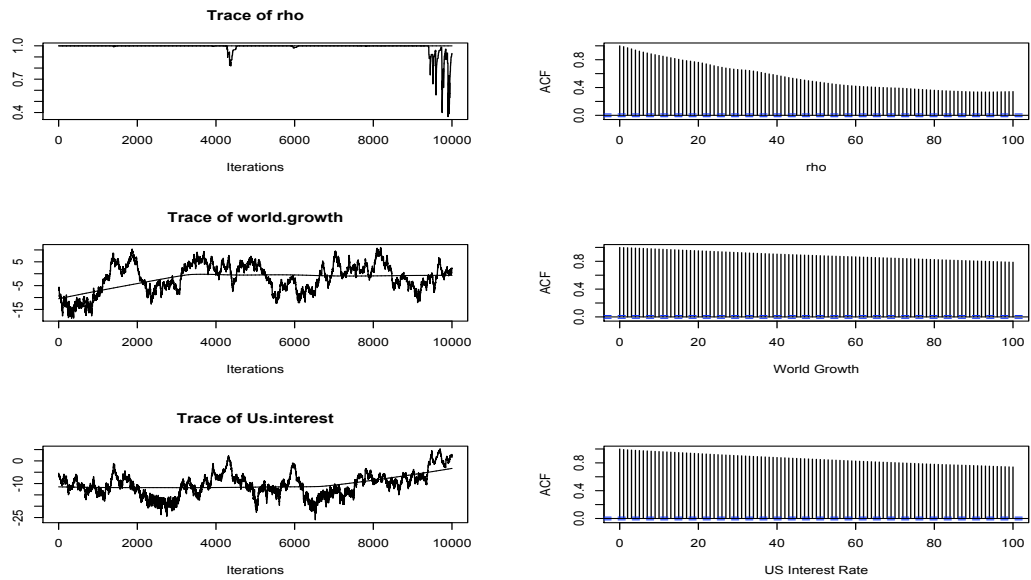 Trace of rho
1.0
0.7
0.4
0 2000 4000 6000 8000 10000
Iterations
ACF
0.8
0.4
0.0
0 20 40 60 80 100
rho
Trace of world.growth
5
-5
-15
0 2000 4000 6000 8000 10000
Iterations
ACF
0.8
0.4
0.0
0 20 40 60 80 100
World Growth
Trace of Us.interest
0
-10
-25
0 2000 4000 6000 8000 10000
Iterations
ACF
0.8
0.4
0.0
0 20 40 60 80 100
US Interest Rate